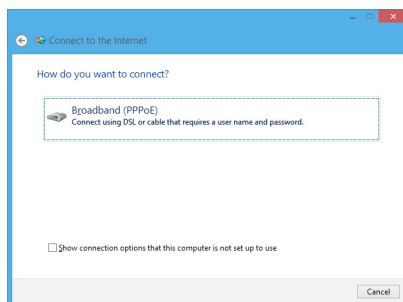 Connect to the Internet
How do you want to connect?
Broadband (PPPoE)
Connect using DSL or cable that requires a user name and password.
Show connection options that this computer is not set up to use
Cancel